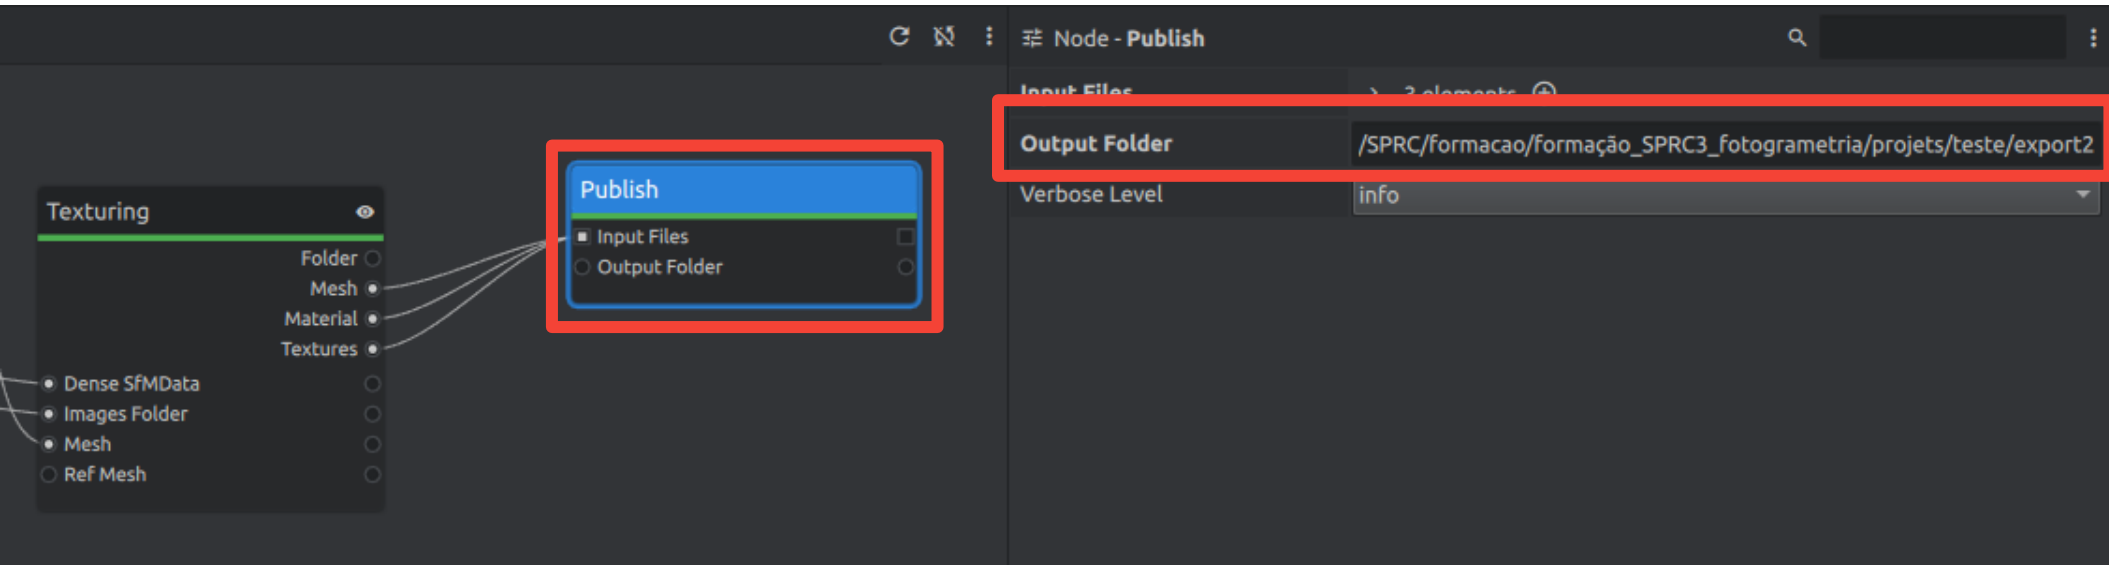 Node - Publish
Input Files
3 elements
Output Folder
/SPRC/formacao/formação_SPRC3_fotogrametria/projets/teste/export2
Verbose Level
info
Texturing
Folder
Mesh
Material
Textures
Dense SfMData
Images Folder
Mesh
Ref Mesh
Publish
Input Files
Output Folder